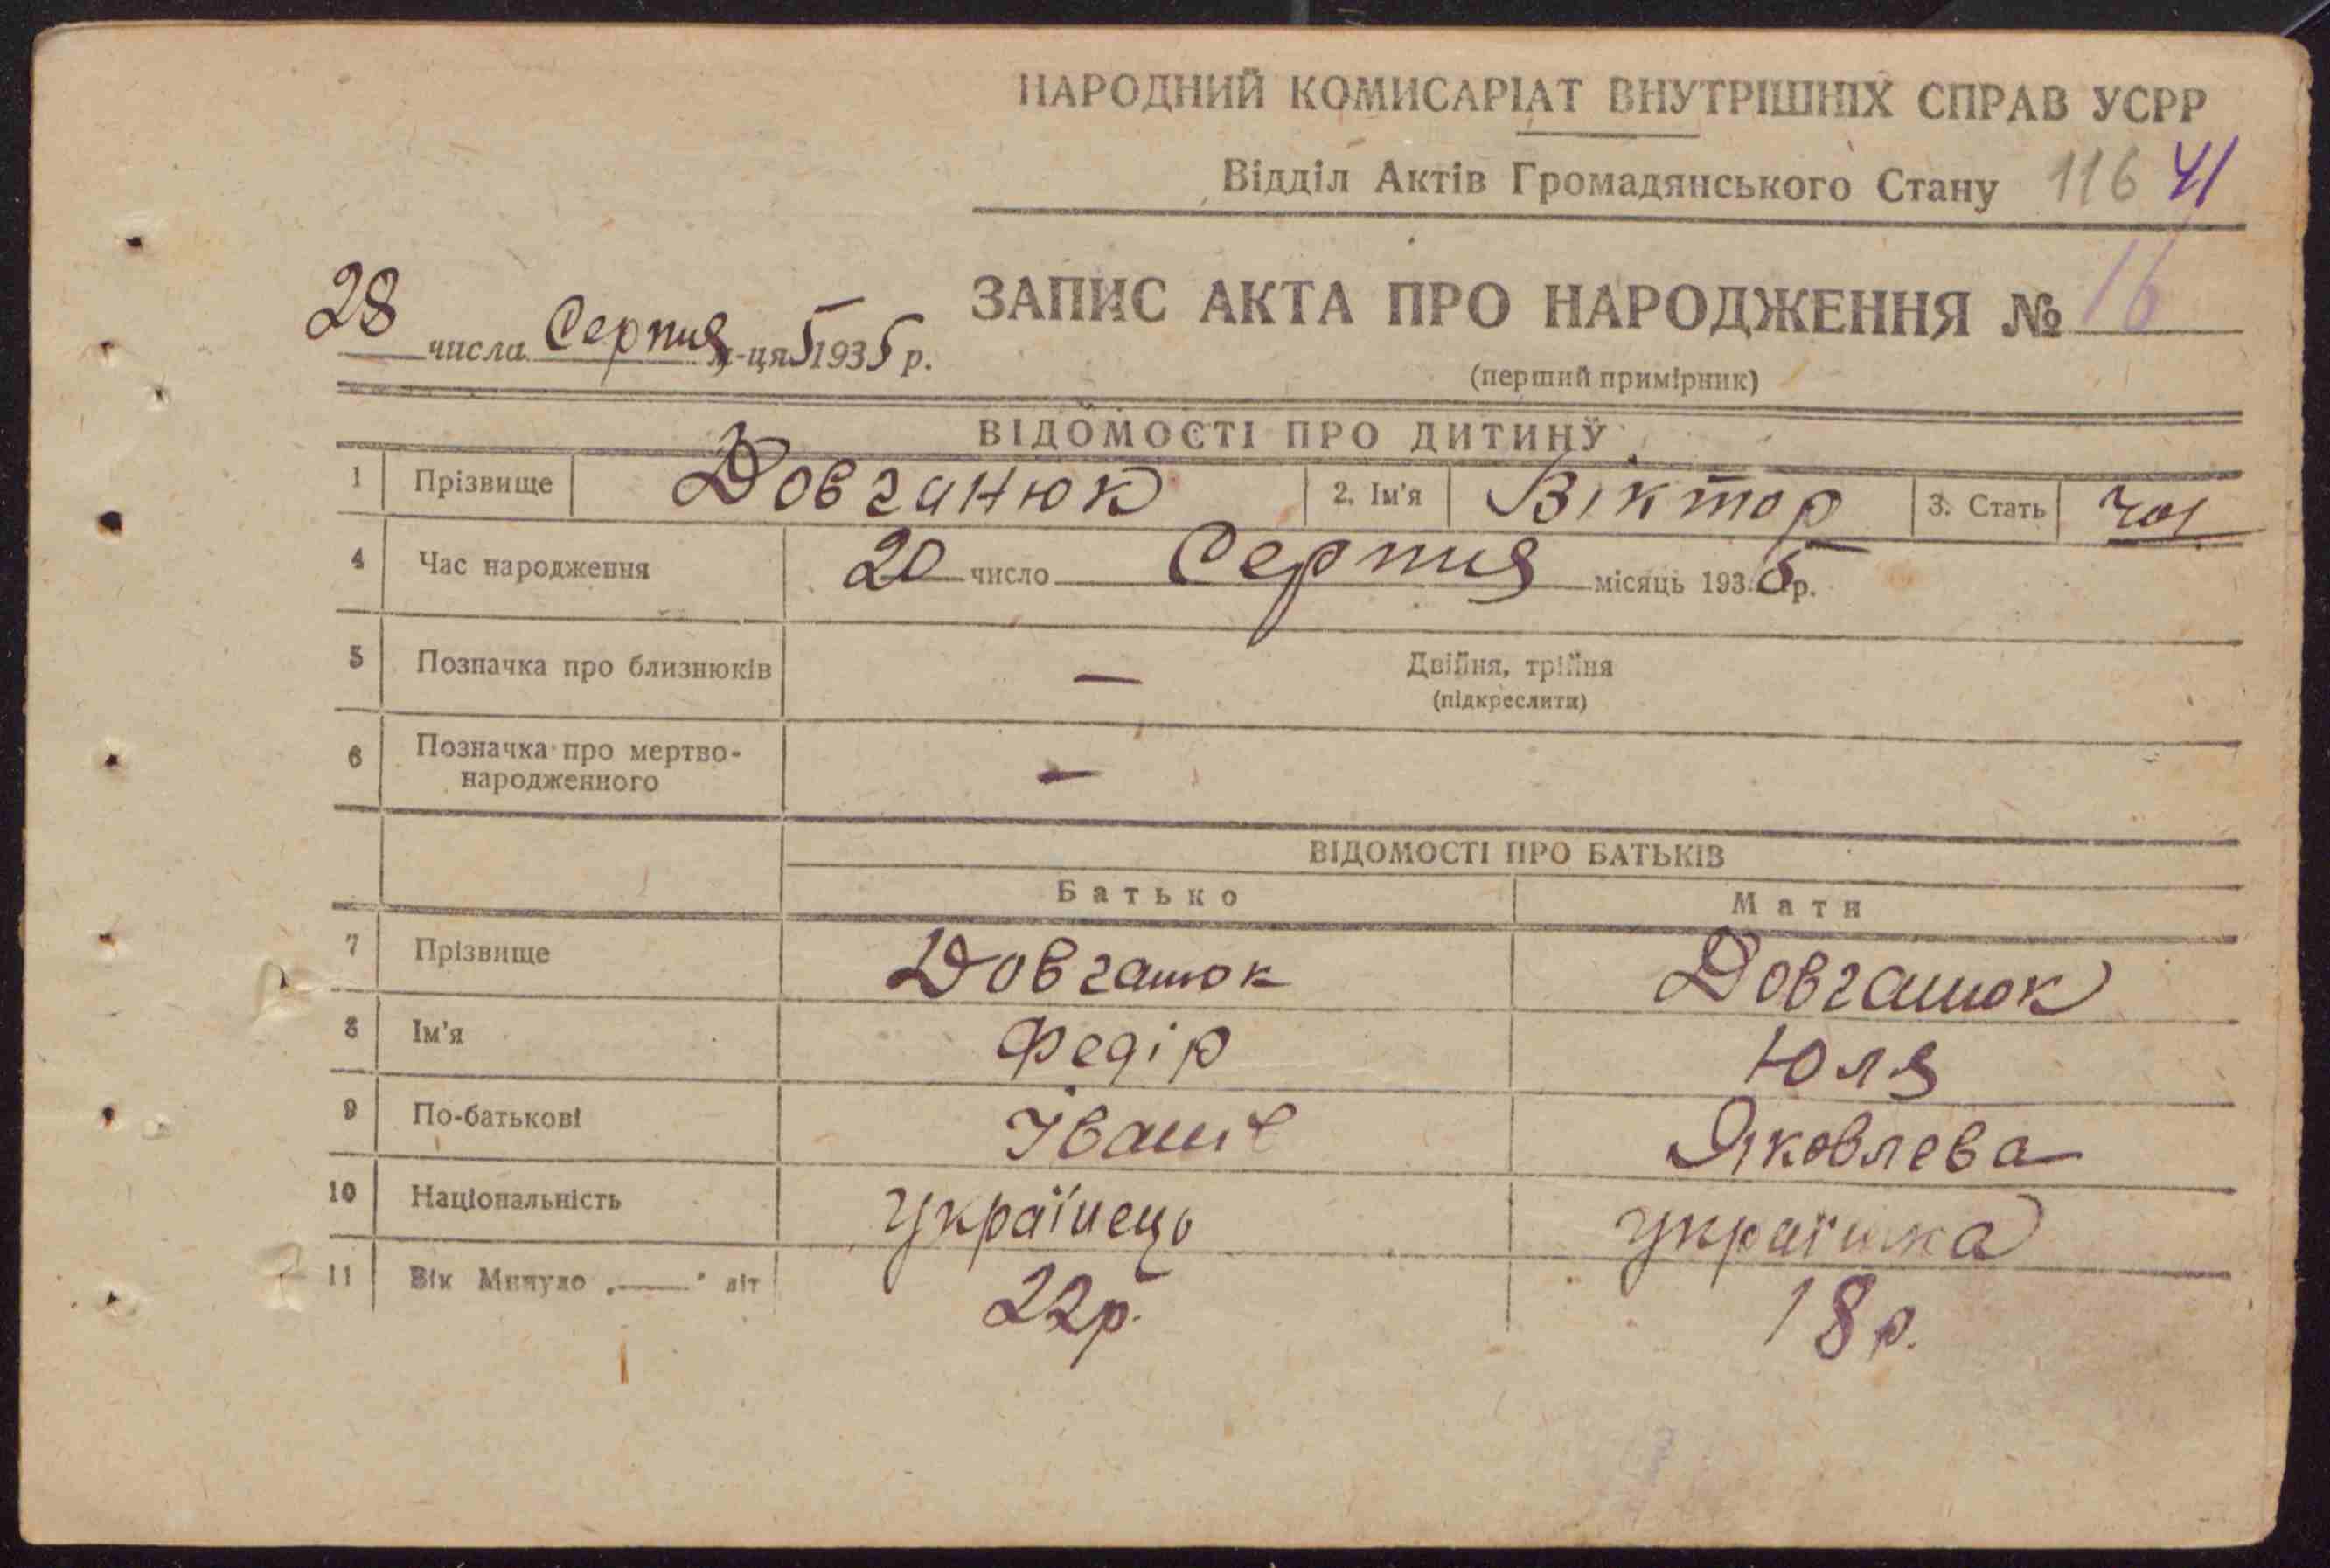 НАРОДНИЙ КОМИСАРІАТ ВНУТРІШНІХ СПРАВ УСРР
Відділ Актів Громадянського Стану 116 41
28 числа Серпня м-ця 5 1935 р.
ЗАПИС АКТА ПРО НАРОДЖЕННЯ № 16
(перший примірник)
ВІДОМОСТІ ПРО ДИТИНУ
1 Прізвище Довганюк 2. Ім'я Віктор 3. Стать чол
4 Час народження 20 число Серпня місяць 1935 р.
5 Позначка про близнюків — Двійня, трійня
(підкреслити)
6 Позначка про мертво-
народженного —
ВІДОМОСТІ ПРО БАТЬКІВ
Батько Мати
7 Прізвище Довганюк Довганюк
8 Ім'я Федір Юля
9 По-батькові Іванів Яковлева
10 Національність Українець Українка
11 Вік Минуло „——" літ 22р. 18 р.